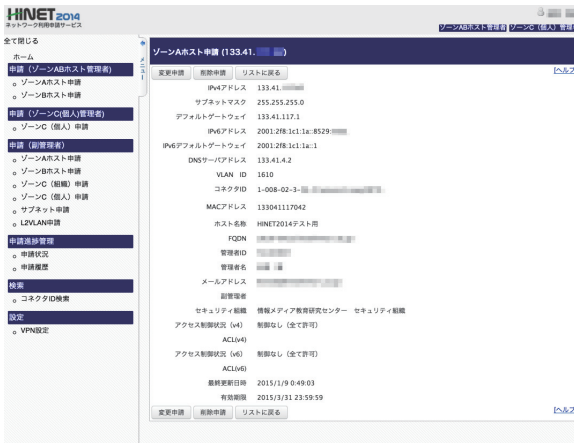 HINET 2014
ネットワーク利用申請サービス
ゾーンABホスト管理者 ゾーンC（個人）管理
全て閉じる
ホーム
申請（ゾーンABホスト管理者)
ゾーンAホスト申請
ゾーンBホスト申請
申請（ゾーンC(個人)管理者)
ゾーンC（個人）申請
申請（副管理者）
ゾーンAホスト申請
ゾーンBホスト申請
ゾーンC（組織）申請
ゾーンC（個人）申請
サブネット申請
L2VLAN申請
申請進捗管理
申請状況
申請履歴
検索
コネクタID検索
設定
VPN設定
メニュー
ゾーンAホスト申請 (133.41.
変更申請 削除申請 リストに戻る
[ヘルプ
IPv4アドレス 133.41.
サブネットマスク 255.255.255.0
デフォルトゲートウェイ 133.41.117.1
IPv6アドレス 2001:2f8:1c1:1a::8529:
IPv6デフォルトゲートウェイ 2001:2f8:1c1:1a::1
DNSサーバアドレス 133.41.4.2
VLAN ID 1610
コネクタID 1-008-02-3-
MACアドレス 133041117042
ホスト名称 HINET2014テスト用
FQDN
管理者ID
管理者名
メールアドレス
副管理者
セキュリティ組織 情報メディア教育研究センター セキュリティ組織
アクセス制御状況（v4） 制御なし（全て許可）
ACL(v4)
アクセス制御状況（v6） 制御なし（全て許可）
ACL(v6)
最終更新日時 2015/1/9 0:49:03
有効期限 2015/3/31 23:59:59
変更申請 削除申請 リストに戻る
[ヘルプ